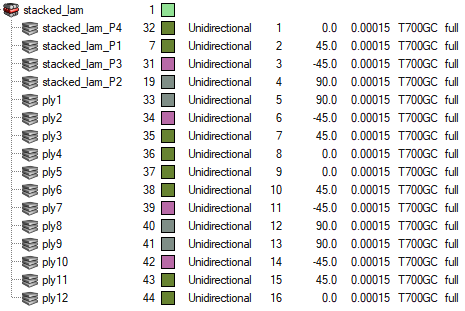 stacked_lam 1
stacked_lam_P4 32 Unidirectional 1 0.0 0.00015 T700GC full
stacked_lam_P1 7 Unidirectional 2 45.0 0.00015 T700GC full
stacked_lam_P3 31 Unidirectional 3 -45.0 0.00015 T700GC full
stacked_lam_P2 19 Unidirectional 4 90.0 0.00015 T700GC full
ply1 33 Unidirectional 5 90.0 0.00015 T700GC full
ply2 34 Unidirectional 6 -45.0 0.00015 T700GC full
ply3 35 Unidirectional 7 45.0 0.00015 T700GC full
ply4 36 Unidirectional 8 0.0 0.00015 T700GC full
ply5 37 Unidirectional 9 0.0 0.00015 T700GC full
ply6 38 Unidirectional 10 45.0 0.00015 T700GC full
ply7 39 Unidirectional 11 -45.0 0.00015 T700GC full
ply8 40 Unidirectional 12 90.0 0.00015 T700GC full
ply9 41 Unidirectional 13 90.0 0.00015 T700GC full
ply10 42 Unidirectional 14 -45.0 0.00015 T700GC full
ply11 43 Unidirectional 15 45.0 0.00015 T700GC full
ply12 44 Unidirectional 16 0.0 0.00015 T700GC full